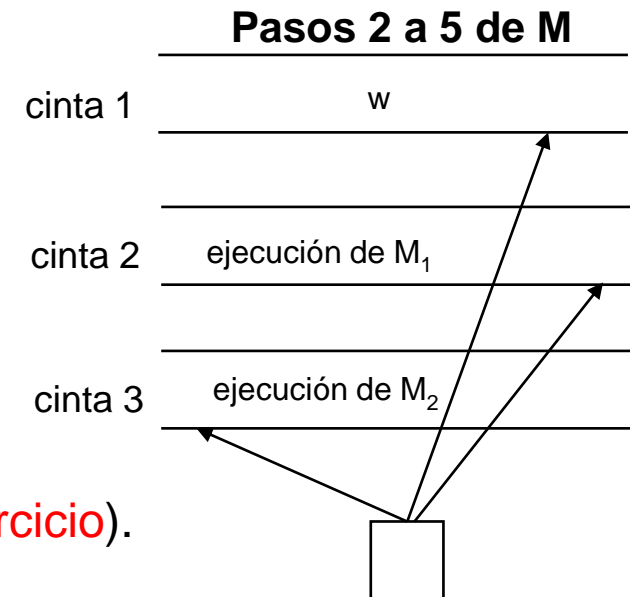 Pasos 2 a 5 de M
cinta 1 w
cinta 2 ejecución de M₁
cinta 3 ejecución de M₂
rcicio).